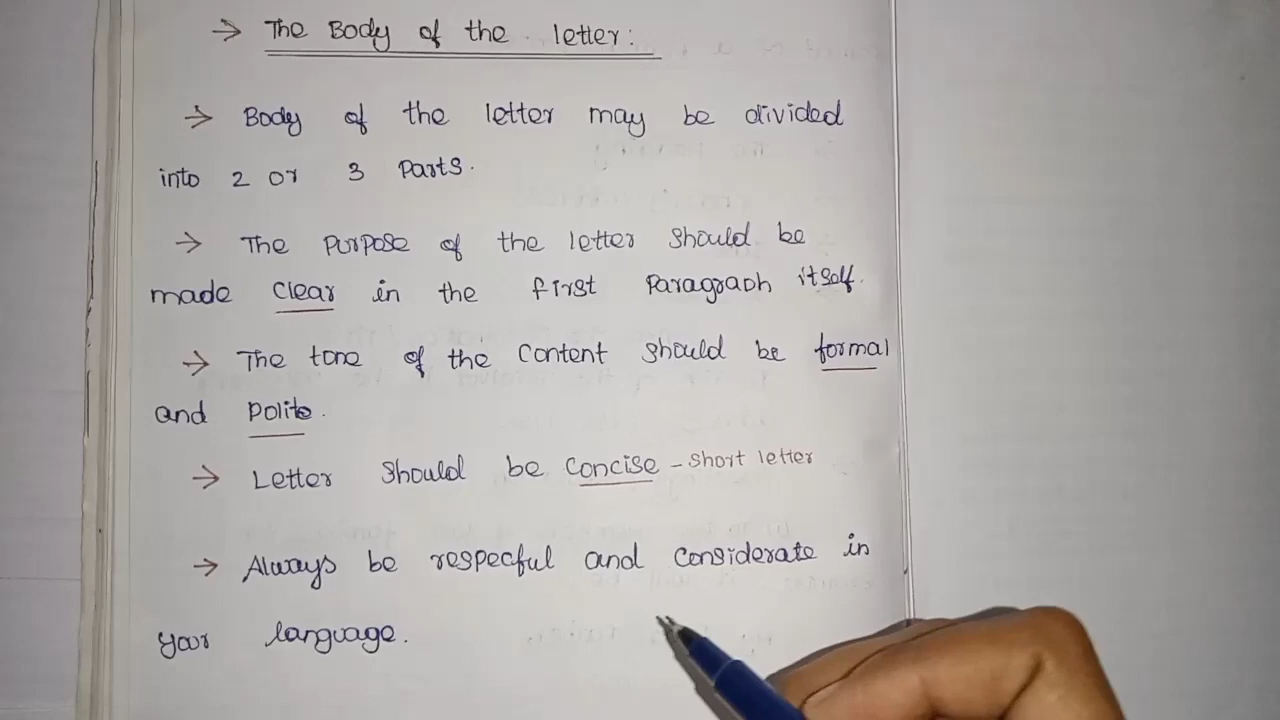 → The Body of the letter:
→ Body of the letter may be divided
into 2 or 3 Parts.
→ The Purpose of the letter should be
made clear in the first Paragraph itself.
→ The tone of the content should be formal
and Polite.
→ Letter should be concise - short letter
→ Always be respecful and considerate in
your language.